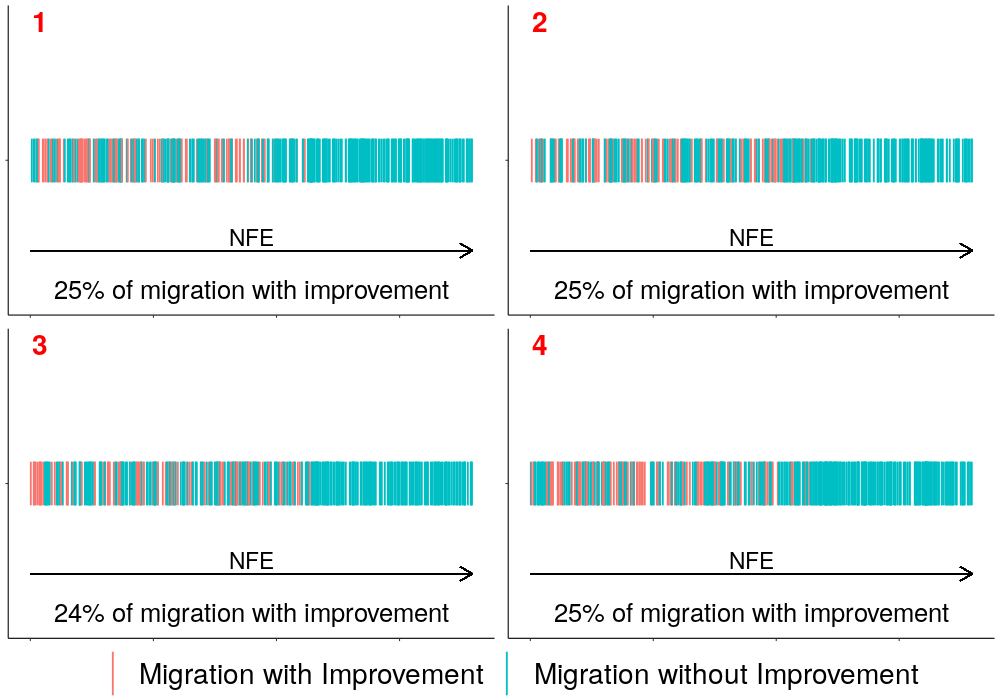 1
NFE
25% of migration with improvement
2
NFE
25% of migration with improvement
3
NFE
24% of migration with improvement
4
NFE
25% of migration with improvement
Migration with Improvement
Migration without Improvement